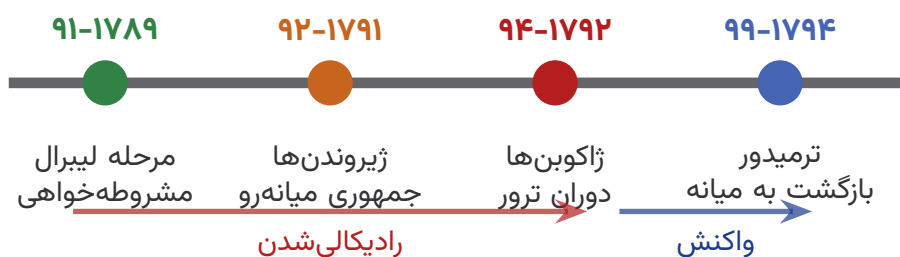 ۱۷۸۹-۹۱
۱۷۹۱-۹۲
۱۷۹۲-۹۴
۱۷۹۴-۹۹
مرحله لیبرال
مشروطه‌خواهی
ژیروندن‌ها
جمهوری میانه‌رو
ژاکوبن‌ها
دوران ترور
ترمیدور
بازگشت به میانه
رادیکالی‌شدن
واکنش